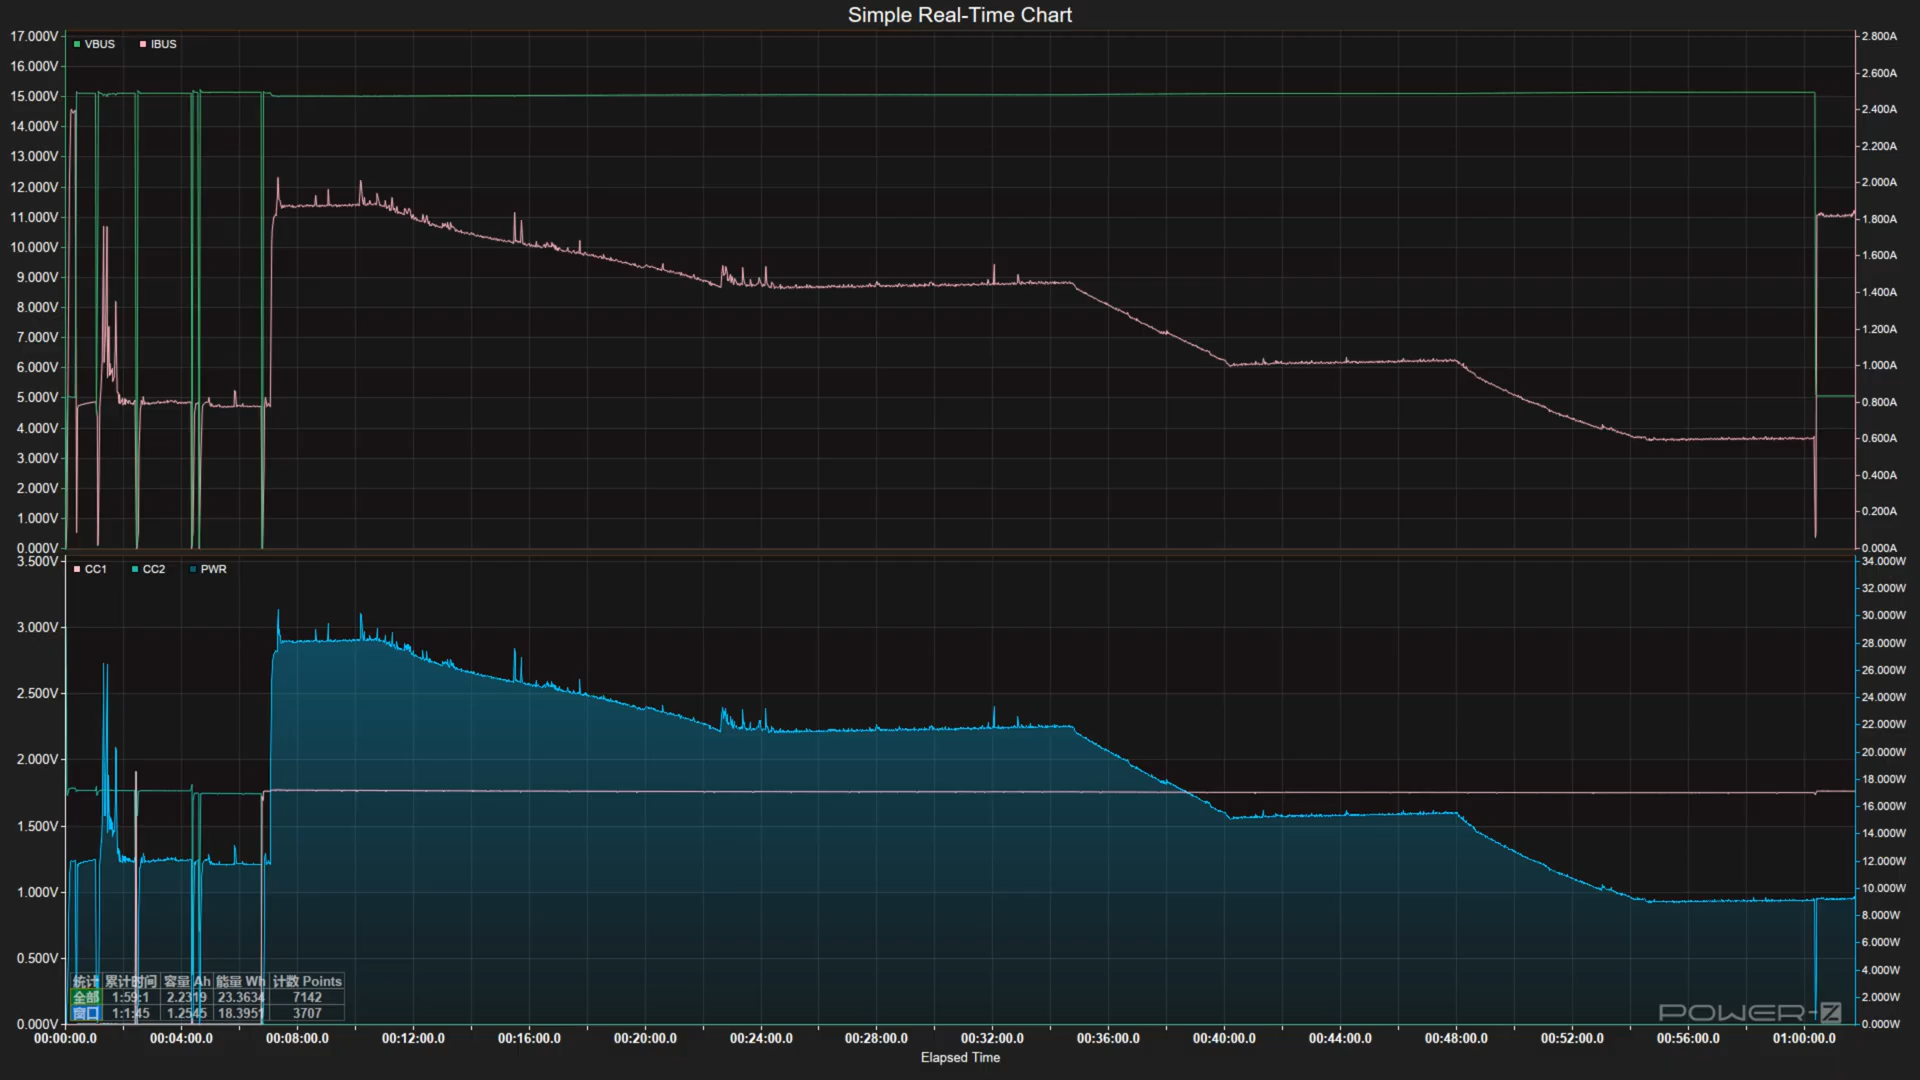 Simple Real-Time Chart
VBUS IBUS
17.000V
16.000V
15.000V
14.000V
13.000V
12.000V
11.000V
10.000V
9.000V
8.000V
7.000V
6.000V
5.000V
4.000V
3.000V
2.000V
1.000V
0.000V
2.800A
2.600A
2.400A
2.200A
2.000A
1.800A
1.600A
1.400A
1.200A
1.000A
0.800A
0.600A
0.400A
0.200A
0.000A
CC1 CC2 PWR
3.500V
3.000V
2.500V
2.000V
1.500V
1.000V
0.500V
0.000V
34.000W
32.000W
30.000W
28.000W
26.000W
24.000W
22.000W
20.000W
18.000W
16.000W
14.000W
12.000W
10.000W
8.000W
6.000W
4.000W
2.000W
0.000W
统计 累计时间 容量 Ah 能量 Wh 计数 Points
全部 1:59:1 2.2319 23.3634 7142
窗口 1:1:45 1.2545 18.3951 3707
POWER-Z
00:00:00.0 00:04:00.0 00:08:00.0 00:12:00.0 00:16:00.0 00:20:00.0 00:24:00.0 00:28:00.0 00:32:00.0 00:36:00.0 00:40:00.0 00:44:00.0 00:48:00.0 00:52:00.0 00:56:00.0 01:00:00.0
Elapsed Time